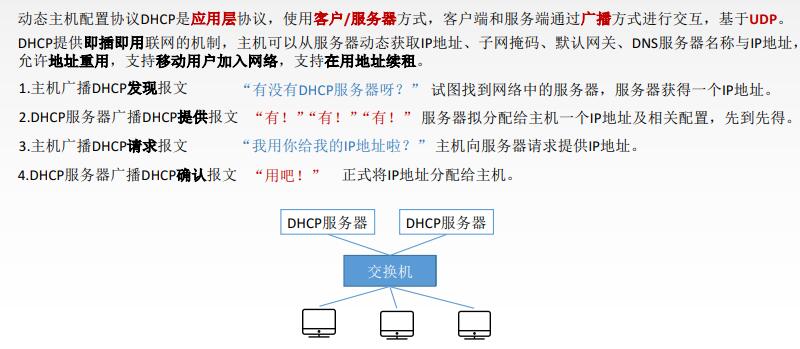 动态主机配置协议DHCP是应用层协议，使用客户/服务器方式，客户端和服务端通过广播方式进行交互，基于UDP。
DHCP提供即插即用联网的机制，主机可以从服务器动态获取IP地址、子网掩码、默认网关、DNS服务器名称与IP地址，
允许地址重用，支持移动用户加入网络，支持在用地址续租。
1.主机广播DHCP发现报文 “有没有DHCP服务器呀？” 试图找到网络中的服务器，服务器获得一个IP地址。
2.DHCP服务器广播DHCP提供报文 “有！”“有！”“有！” 服务器拟分配给主机一个IP地址及相关配置，先到先得。
3.主机广播DHCP请求报文 “我用你给我的IP地址啦？” 主机向服务器请求提供IP地址。
4.DHCP服务器广播DHCP确认报文 “用吧！” 正式将IP地址分配给主机。
DHCP服务器 DHCP服务器
交换机